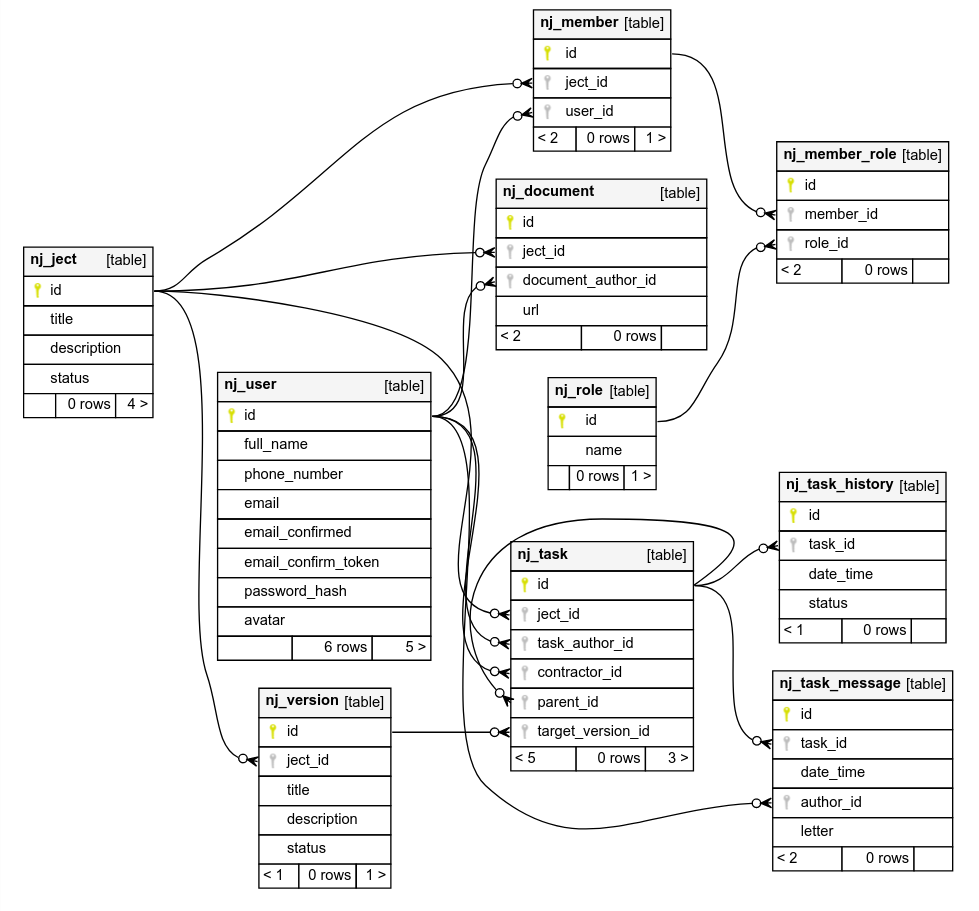 nj_member [table]
id
ject_id
user_id
< 2 0 rows 1 >
nj_member_role [table]
id
member_id
role_id
< 2 0 rows
nj_document [table]
id
ject_id
document_author_id
url
< 2 0 rows
nj_ject [table]
id
title
description
status
0 rows 4 >
nj_user [table]
id
full_name
phone_number
email
email_confirmed
email_confirm_token
password_hash
avatar
6 rows 5 >
nj_role [table]
id
name
0 rows 1 >
nj_task_history [table]
id
task_id
date_time
status
< 1 0 rows
nj_task [table]
id
ject_id
task_author_id
contractor_id
parent_id
target_version_id
< 5 0 rows 3 >
nj_version [table]
id
ject_id
title
description
status
< 1 0 rows 1 >
nj_task_message [table]
id
task_id
date_time
author_id
letter
< 2 0 rows